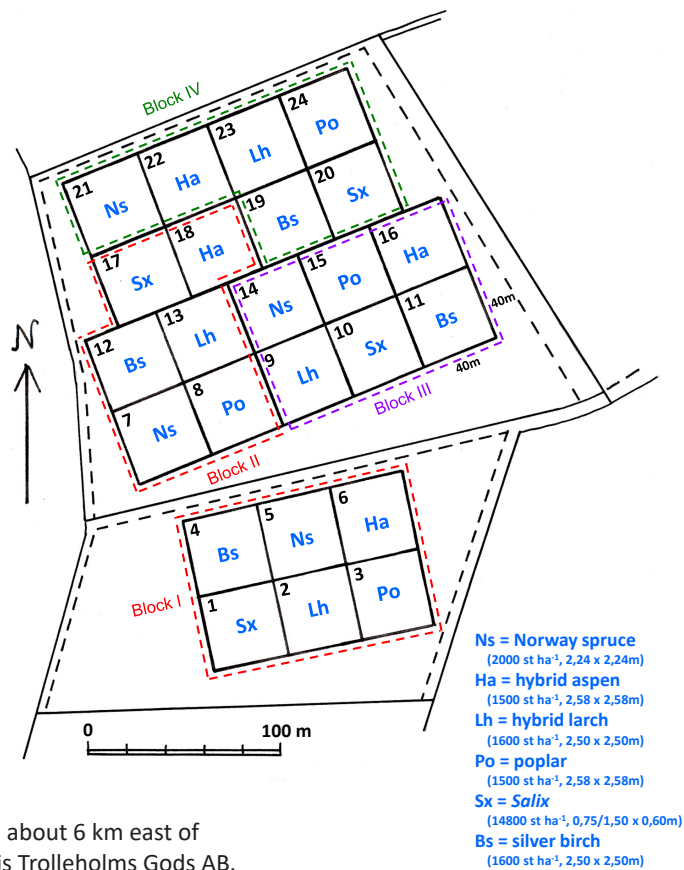 Block IV
21
Ns
22
Ha
23
Lh
24
Po
17
Sx
18
Ha
19
Bs
20
Sx
12
Bs
13
Lh
14
Ns
15
Po
16
Ha
7
Ns
8
Po
9
Lh
10
Sx
11
Bs
40m
40m
Block III
Block II
N
4
Bs
5
Ns
6
Ha
1
Sx
2
Lh
3
Po
Block I
0 100 m
Ns = Norway spruce
(2000 st ha-1, 2,24 x 2,24m)
Ha = hybrid aspen
(1500 st ha-1, 2,58 x 2,58m)
Lh = hybrid larch
(1600 st ha-1, 2,50 x 2,50m)
Po = poplar
(1500 st ha-1, 2,58 x 2,58m)
Sx = Salix
(14800 st ha-1, 0,75/1,50 x 0,60m)
Bs = silver birch
(1600 st ha-1, 2,50 x 2,50m)
about 6 km east of
is Trolleholms Gods AB.